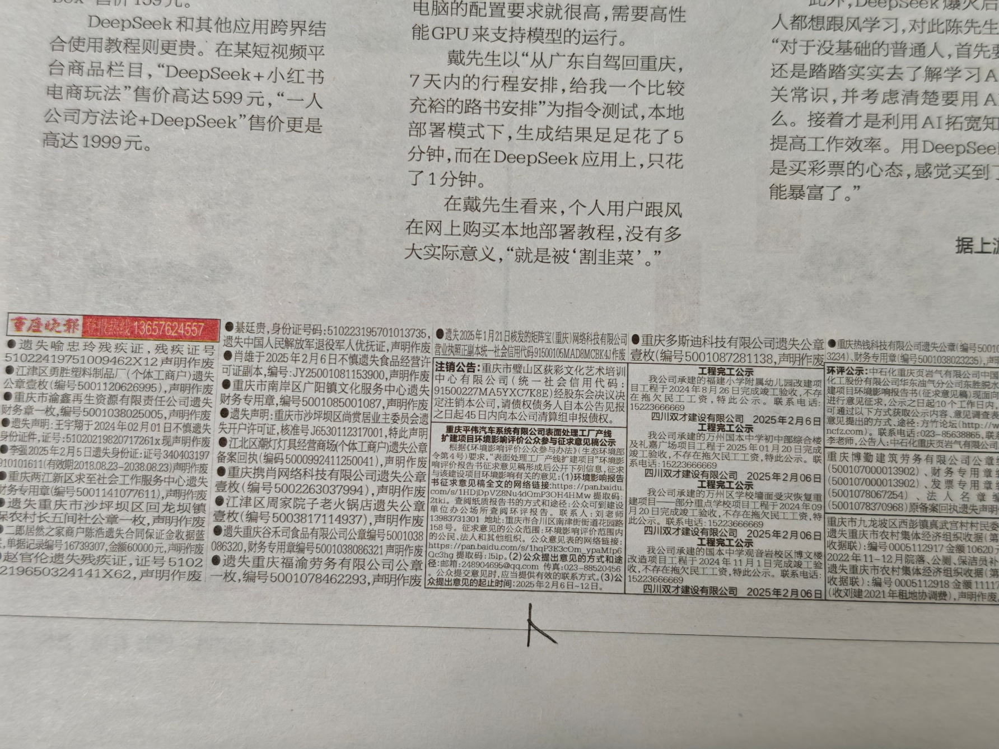 售价159元。
DeepSeek和其他应用跨界结
合使用教程则更贵。在某短视频平
台商品栏目，“DeepSeek+小红书
电商玩法”售价高达599元，“一人
公司方法论+DeepSeek”售价更是
高达1999元。
电脑的配置要求就很高，需要高性
能GPU来支持模型的运行。
戴先生以“从广东自驾回重庆，
7天内的行程安排，给我一个比较
充裕的路书安排”为指令测试，本地
部署模式下，生成结果足足花了5
分钟，而在DeepSeek应用上，只花
了1分钟。
在戴先生看来，个人用户跟风
在网上购买本地部署教程，没有多
大实际意义，“就是被‘割韭菜’。”
此外，DeepSeek爆火后
人都想跟风学习，对此陈先生
“对于没基础的普通人，首先要
还是踏踏实实去了解学习A
关常识，并考虑清楚要用AI
么。接着才是利用AI拓宽知
提高工作效率。用DeepSeek
是买彩票的心态，感觉买到了
能暴富了。”
据上游
重庆晚报 登报热线 13657624557
●遗失喻忠玲残疾证，残疾证号
51022419751009462X12声明作废
●江津区勇胜塑料制品厂(个体工商户)遗失
公章壹枚(编号5001120626995)，声明作废
●重庆市渝鑫再生资源有限责任公司遗失
财务章一枚，编号5001038025005，声明作废
●遗失声明：王宇翔于2024年02月01日不慎遗失
身份证件，证号：51020219820717261x现声明作废
●李强2025年2月5日遗失身份证：证号340403197
910101611(有效期2018.08.23-2038.08.23)声明作废
●重庆两江新区求至社会工作服务中心遗失
财务专用章(编号5001141077611)，声明作废
●遗失重庆市沙坪坝区回龙坝镇
保农村长五间社公章一枚，声明作废
●二郎居然之家商户陈浩遗失合同保证金收据蓝
，单据记录编号16739307，金额60000元，声明作废
●赵官伦遗失残疾证，证号5102
219650324141X62，声明作废
●綦廷贵，身份证号码：510223195701013735，
遗失中国人民解放军退役军人优抚证，声明作废
●肖雄于2025年2月6日不慎遗失食品经营许
可证副本，编号：JY25001081153900，声明作废
●重庆市南岸区广阳镇文化服务中心遗失
财务专用章，编号5001085001087，声明作废
●遗失声明：重庆市沙坪坝区尚赏居业主委员会遗
失开户许可证，核准号J6530112317001，特此声明
●江北区潮灯灯具经营商场(个体工商户)遗失公章
备案回执(编码5000992411250041)，声明作废
●重庆携肖网络科技有限公司遗失公章
壹枚(编号5002263037994)，声明作废
●江津区周家院子老火锅店遗失公章
壹枚(编号5003817114937)，声明作废
●遗失重庆谷禾司食品有限公司公章编号5001038
086320，财务专用章编号5001038086321声明作废
●遗失重庆福渝劳务有限公司公章
一枚，编号5001078462293，声明作废
●遗失2025年1月21日核发的矩阵宝(重庆)网络科技有限公司
营业执照正副本统一社会信用代码91500105MAD8MCBK4J作废
注销公告：重庆市璧山区荻彩文化艺术培训
中心有限公司(统一社会信用代码：
91500227MA5YXC7K8E)经股东会决议决
定注销本公司，请债权债务人自本公告见报
之日起45日内向本公司清算组申报债权。
重庆平伟汽车系统有限公司表面处理工厂产线
扩建项目环境影响评价公众参与征求意见稿公示
根据《环境影响评价公众参与办法》(生态环境部
令第4号)要求，“表面处理工厂产线扩建项目”环境影
响评价报告书征求意见稿形成后公开下列信息，征求
与该建设项目环境影响有关的意见：(1)环境影响报告
书征求意见稿全文的网络链接：https://pan.baidu.
com/s/1HDjDpVZ8Nu4dQmP3OH4HMw 提取码：
2tki。查阅纸质报告书的方式和途径：公众可到建设
单位办公场所查阅环评报告。联系人：刘老师
13983731301 地址：重庆市合川区南津街街道花园路
158号。征求意见的公众范围：环境影响评价范围内
的公民、法人和其他组织。公众意见表的网络链接：
https://pan.baidu.com/s/1hqP3E3cOm_ypaMfp6
Qc3hg 提取码：15lp。(2)公众提出意见的方式和途
径：邮箱：248904695@qq.com 传真：023-88520456
。公众提交意见时，应当提供有效的联系方式。(3)公
众提出意见的起止时间：2025年2月6日~12日。
●重庆多斯迪科技有限公司遗失公章
壹枚(编号5001087281138，声明作废
工程完工公示
我公司承建的福建小学附属幼儿园改建项
目工程于2024年8月26日完成竣工验收，不存
在拖欠民工工资，特此公示。联系电话：
15223666669
四川双才建设有限公司 2025年2月6日
工程完工公示
我公司承建的万州国本中学初中部综合楼
及礼嘉广场项目工程于2025年01月20日完成
竣工验收，不存在拖欠民工工资，特此公示。联
系电话：15223666669
四川双才建设有限公司 2025年2月06日
工程完工公示
我公司承建的万州区学校墙面受灾恢复重
建项目——部分重点学校项目工程于2024年09
月20日完成竣工验收，不存在拖欠民工工资，特
此公示。联系电话：15223666669
四川双才建设有限公司 2025年2月06日
工程完工公示
我公司承建的国本中学观音岩校区博文楼
改造项目工程于2024年11月1日完成竣工验
收，不存在拖欠民工工资，特此公示。联系电话：
15223666669
四川双才建设有限公司 2025年2月06日
●重庆热钱科技有限公司遗失公章(编号50010
3234)、财务专用章(编号5001038023235)，声明
环评公示：中石化重庆页岩气有限公司中国
化工股份有限公司华东油气分公司东胜脱水
建项目环境影响报告书(征求意见稿)现面向
进行意见征求，公示之日起10个工作日内，
可通过以下方式获取公示内容、意见调查表
意见提出的方式、途径：方竹论坛(http://w
ncfz.com)。联系电话：023-85638865，联系
李老师，公告人：中石化重庆页岩气有限公司
重庆博勤建筑劳务有限公司公章编
(500107000013902)、财务专用章编
(500107000013902)、发票专用章编
(5001078067254)、法人名章编
(5001078370968)原备案回执遗失声明
重庆市九龙坡区西彭镇真武宫村村民委
遗失重庆市农村集体经济组织收据(第
收据联)：编号0005112917金额10620元
2022年11-12月院落、公厕、保洁员补
遗失重庆市农村集体经济组织收据(第
收据联)：编号0005112918金额11117
(收刘建2021年租地协调费)，声明作废。